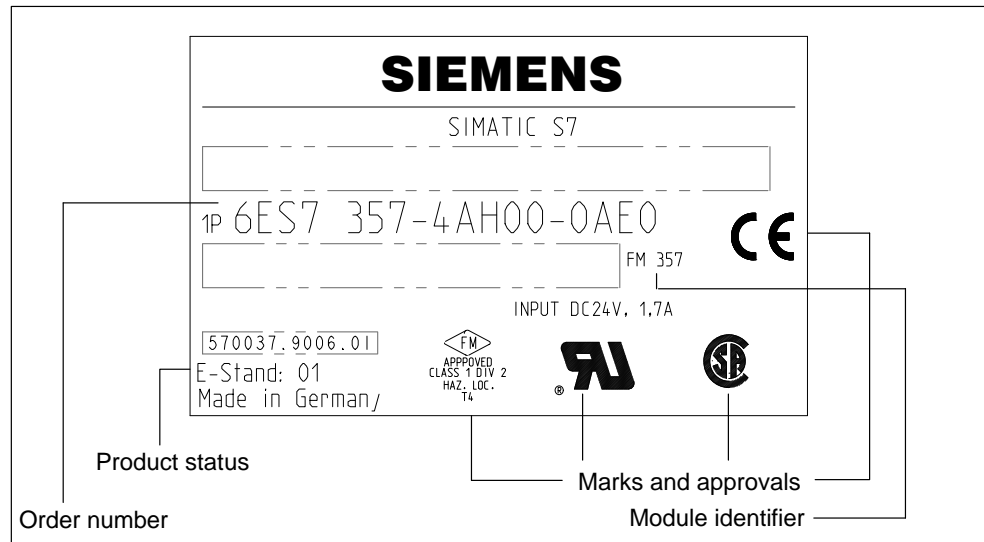 SIEMENS
SIMATIC S7
1P 6ES7 357-4AH00-0AE0
CE
FM 357
INPUT DC24V, 1,7A
570037.9006.01
FM
APPPOVED
CLASS 1 DIV 2
HAZ. LOC.
T4
E-Stand: 01
Made in Germany
®
SA
Product status
Marks and approvals
Order number
Module identifier